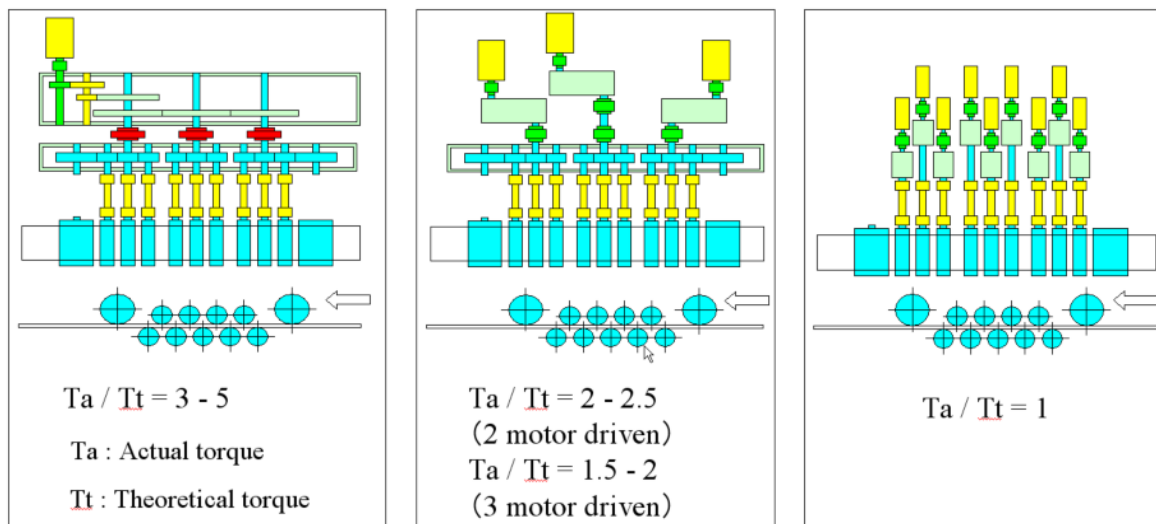 Ta / Tt = 3 - 5
Ta : Actual torque
Tt : Theoretical torque
Ta / Tt = 2 - 2.5
(2 motor driven)
Ta / Tt = 1.5 - 2
(3 motor driven)
Ta / Tt = 1